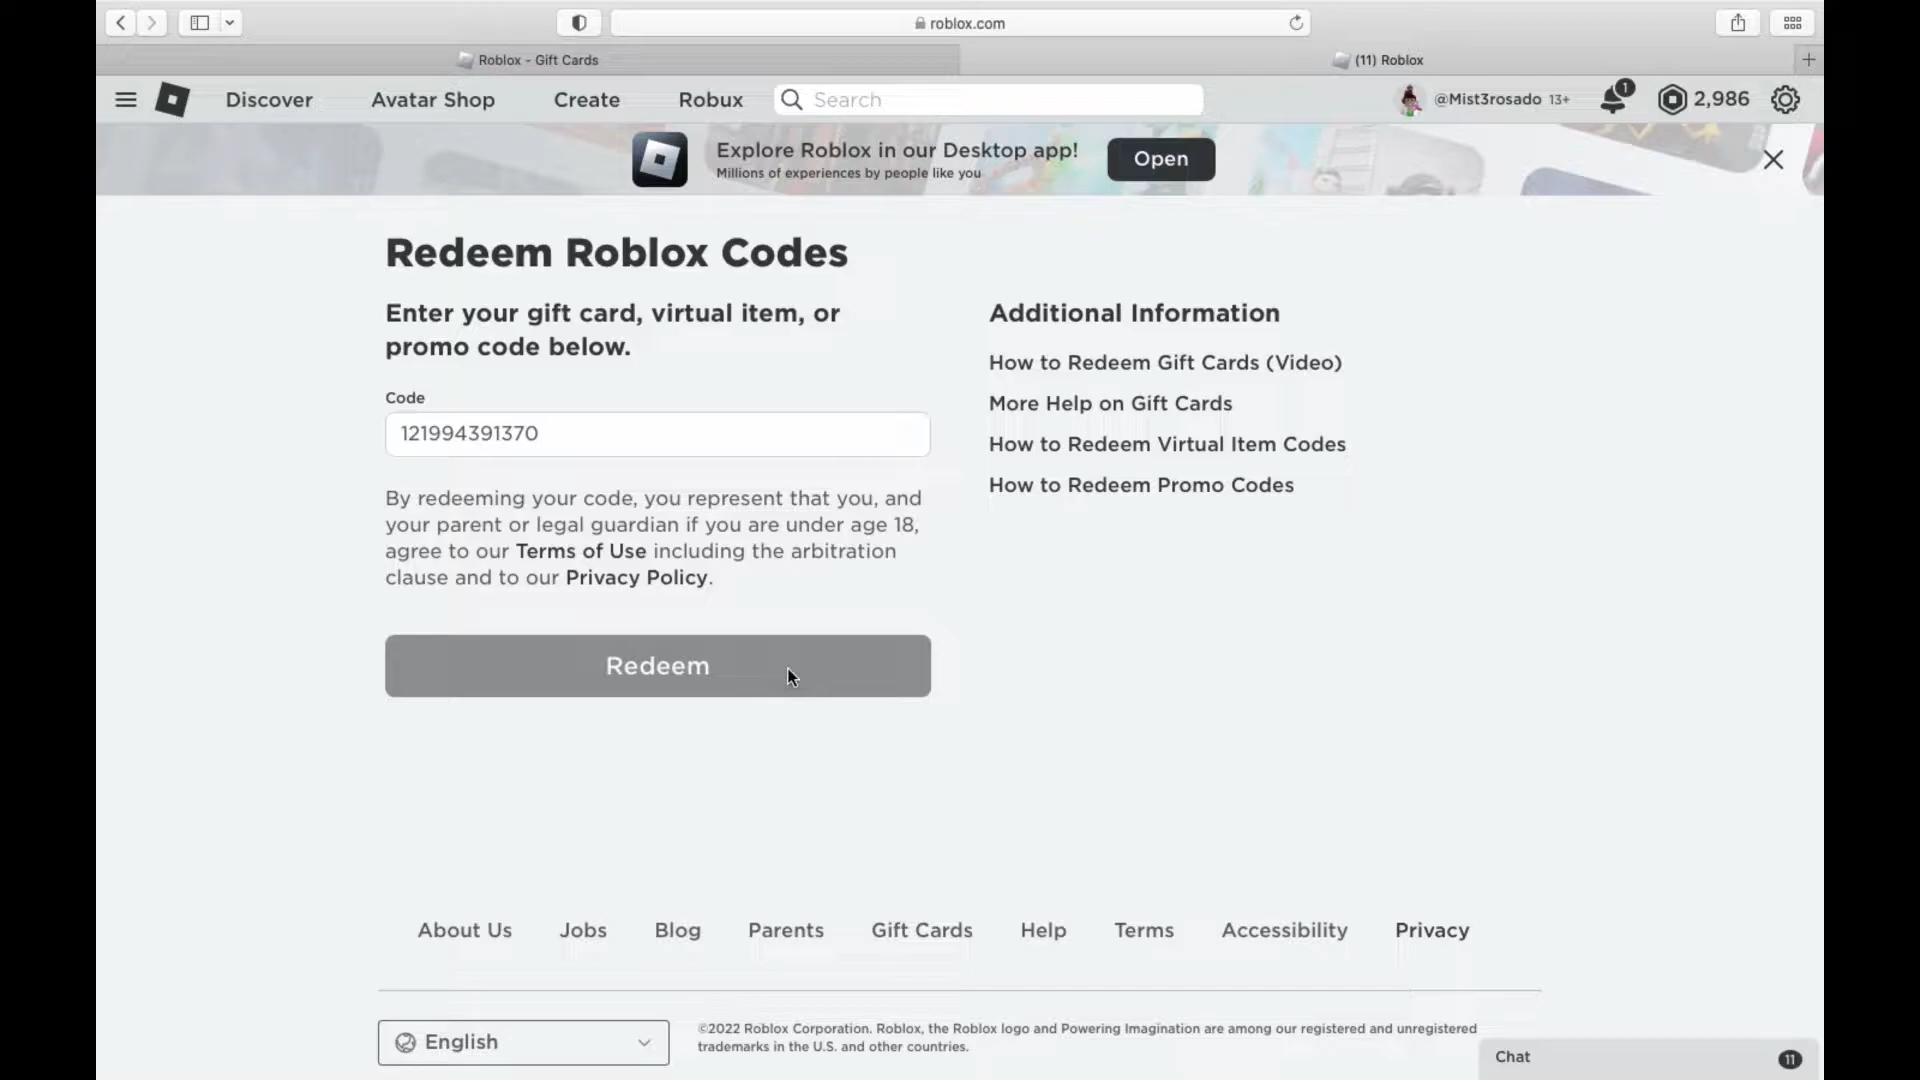 roblox.com
Roblox - Gift Cards
(11) Roblox
Discover
Avatar Shop
Create
Robux
Search
@Mist3rosado 13+
1
2,986
Explore Roblox in our Desktop app!
Millions of experiences by people like you
Open
Redeem Roblox Codes
Enter your gift card, virtual item, or
promo code below.
Code
121994391370
By redeeming your code, you represent that you, and
your parent or legal guardian if you are under age 18,
agree to our Terms of Use including the arbitration
clause and to our Privacy Policy.
Redeem
Additional Information
How to Redeem Gift Cards (Video)
More Help on Gift Cards
How to Redeem Virtual Item Codes
How to Redeem Promo Codes
About Us
Jobs
Blog
Parents
Gift Cards
Help
Terms
Accessibility
Privacy
English
©2022 Roblox Corporation. Roblox, the Roblox logo and Powering Imagination are among our registered and unregistered
trademarks in the U.S. and other countries.
Chat
11